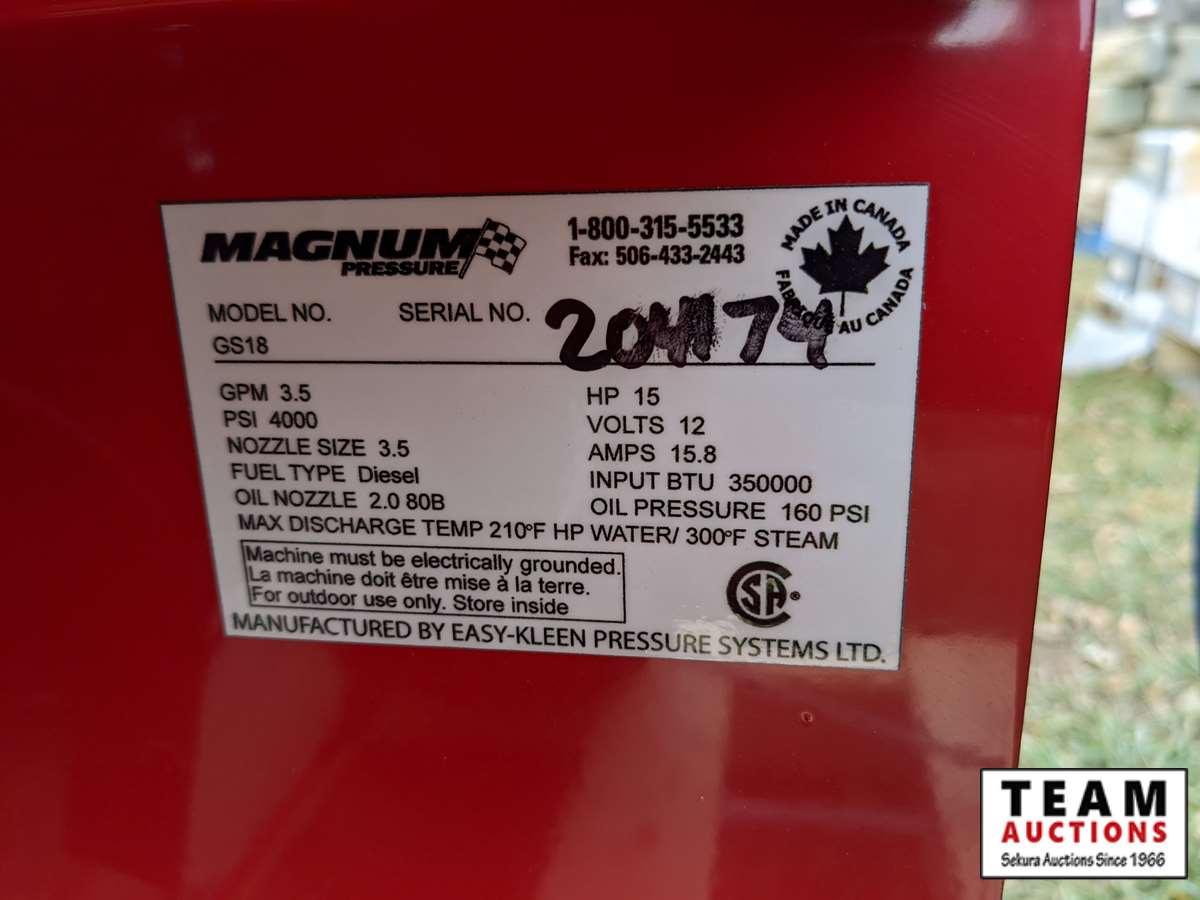 MAGNUM
PRESSURE
1-800-315-5533
Fax: 506-433-2443
MADE IN CANADA
FABRIQUÉ AU CANADA
MODEL NO.
GS18
SERIAL NO.
GPM 3.5
PSI 4000
NOZZLE SIZE 3.5
FUEL TYPE Diesel
OIL NOZZLE 2.0 80B
HP 15
VOLTS 12
AMPS 15.8
INPUT BTU 350000
OIL PRESSURE 160 PSI
MAX DISCHARGE TEMP 210°F HP WATER/ 300°F STEAM
Machine must be electrically grounded.
La machine doit être mise à la terre.
For outdoor use only. Store inside
CSA®
MANUFACTURED BY EASY-KLEEN PRESSURE SYSTEMS LTD.
TEAM
AUCTIONS
Sekura Auctions Since 1966